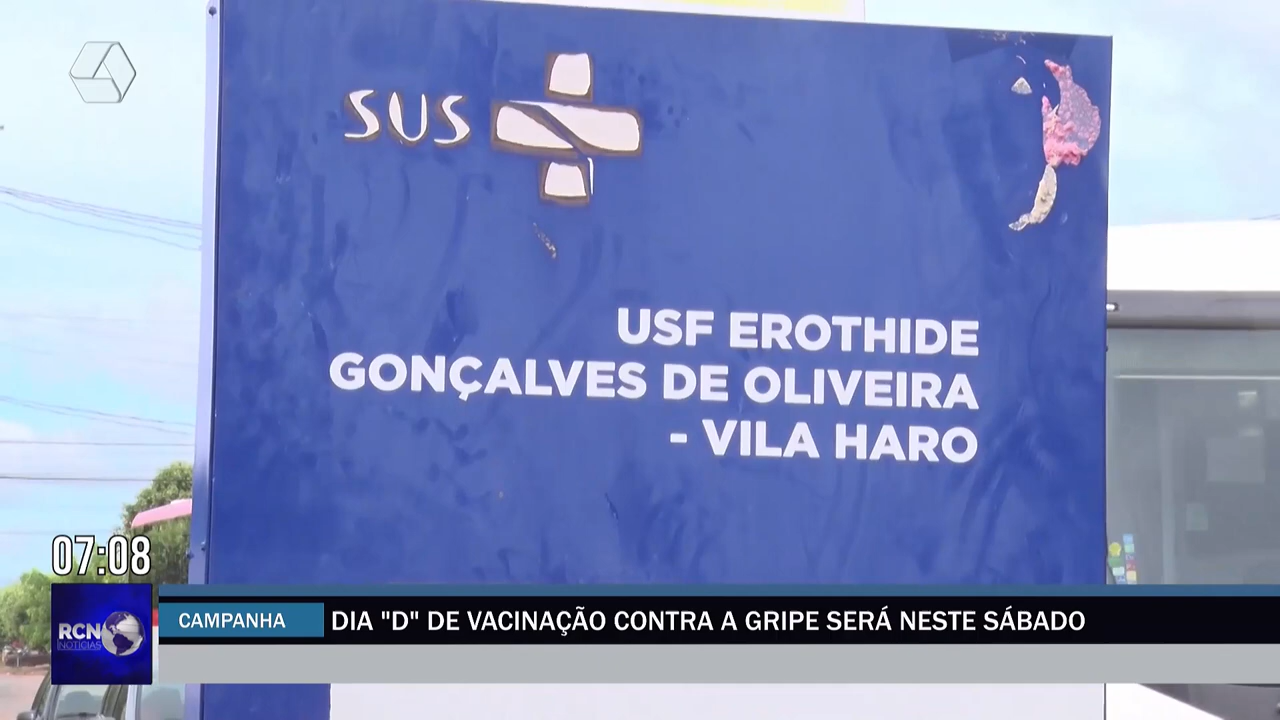 SUS
USF EROTHIDE
GONÇALVES DE OLIVEIRA
- VILA HARO
07:08
RCN
NOTÍCIAS
CAMPANHA
DIA "D" DE VACINAÇÃO CONTRA A GRIPE SERÁ NESTE SÁBADO